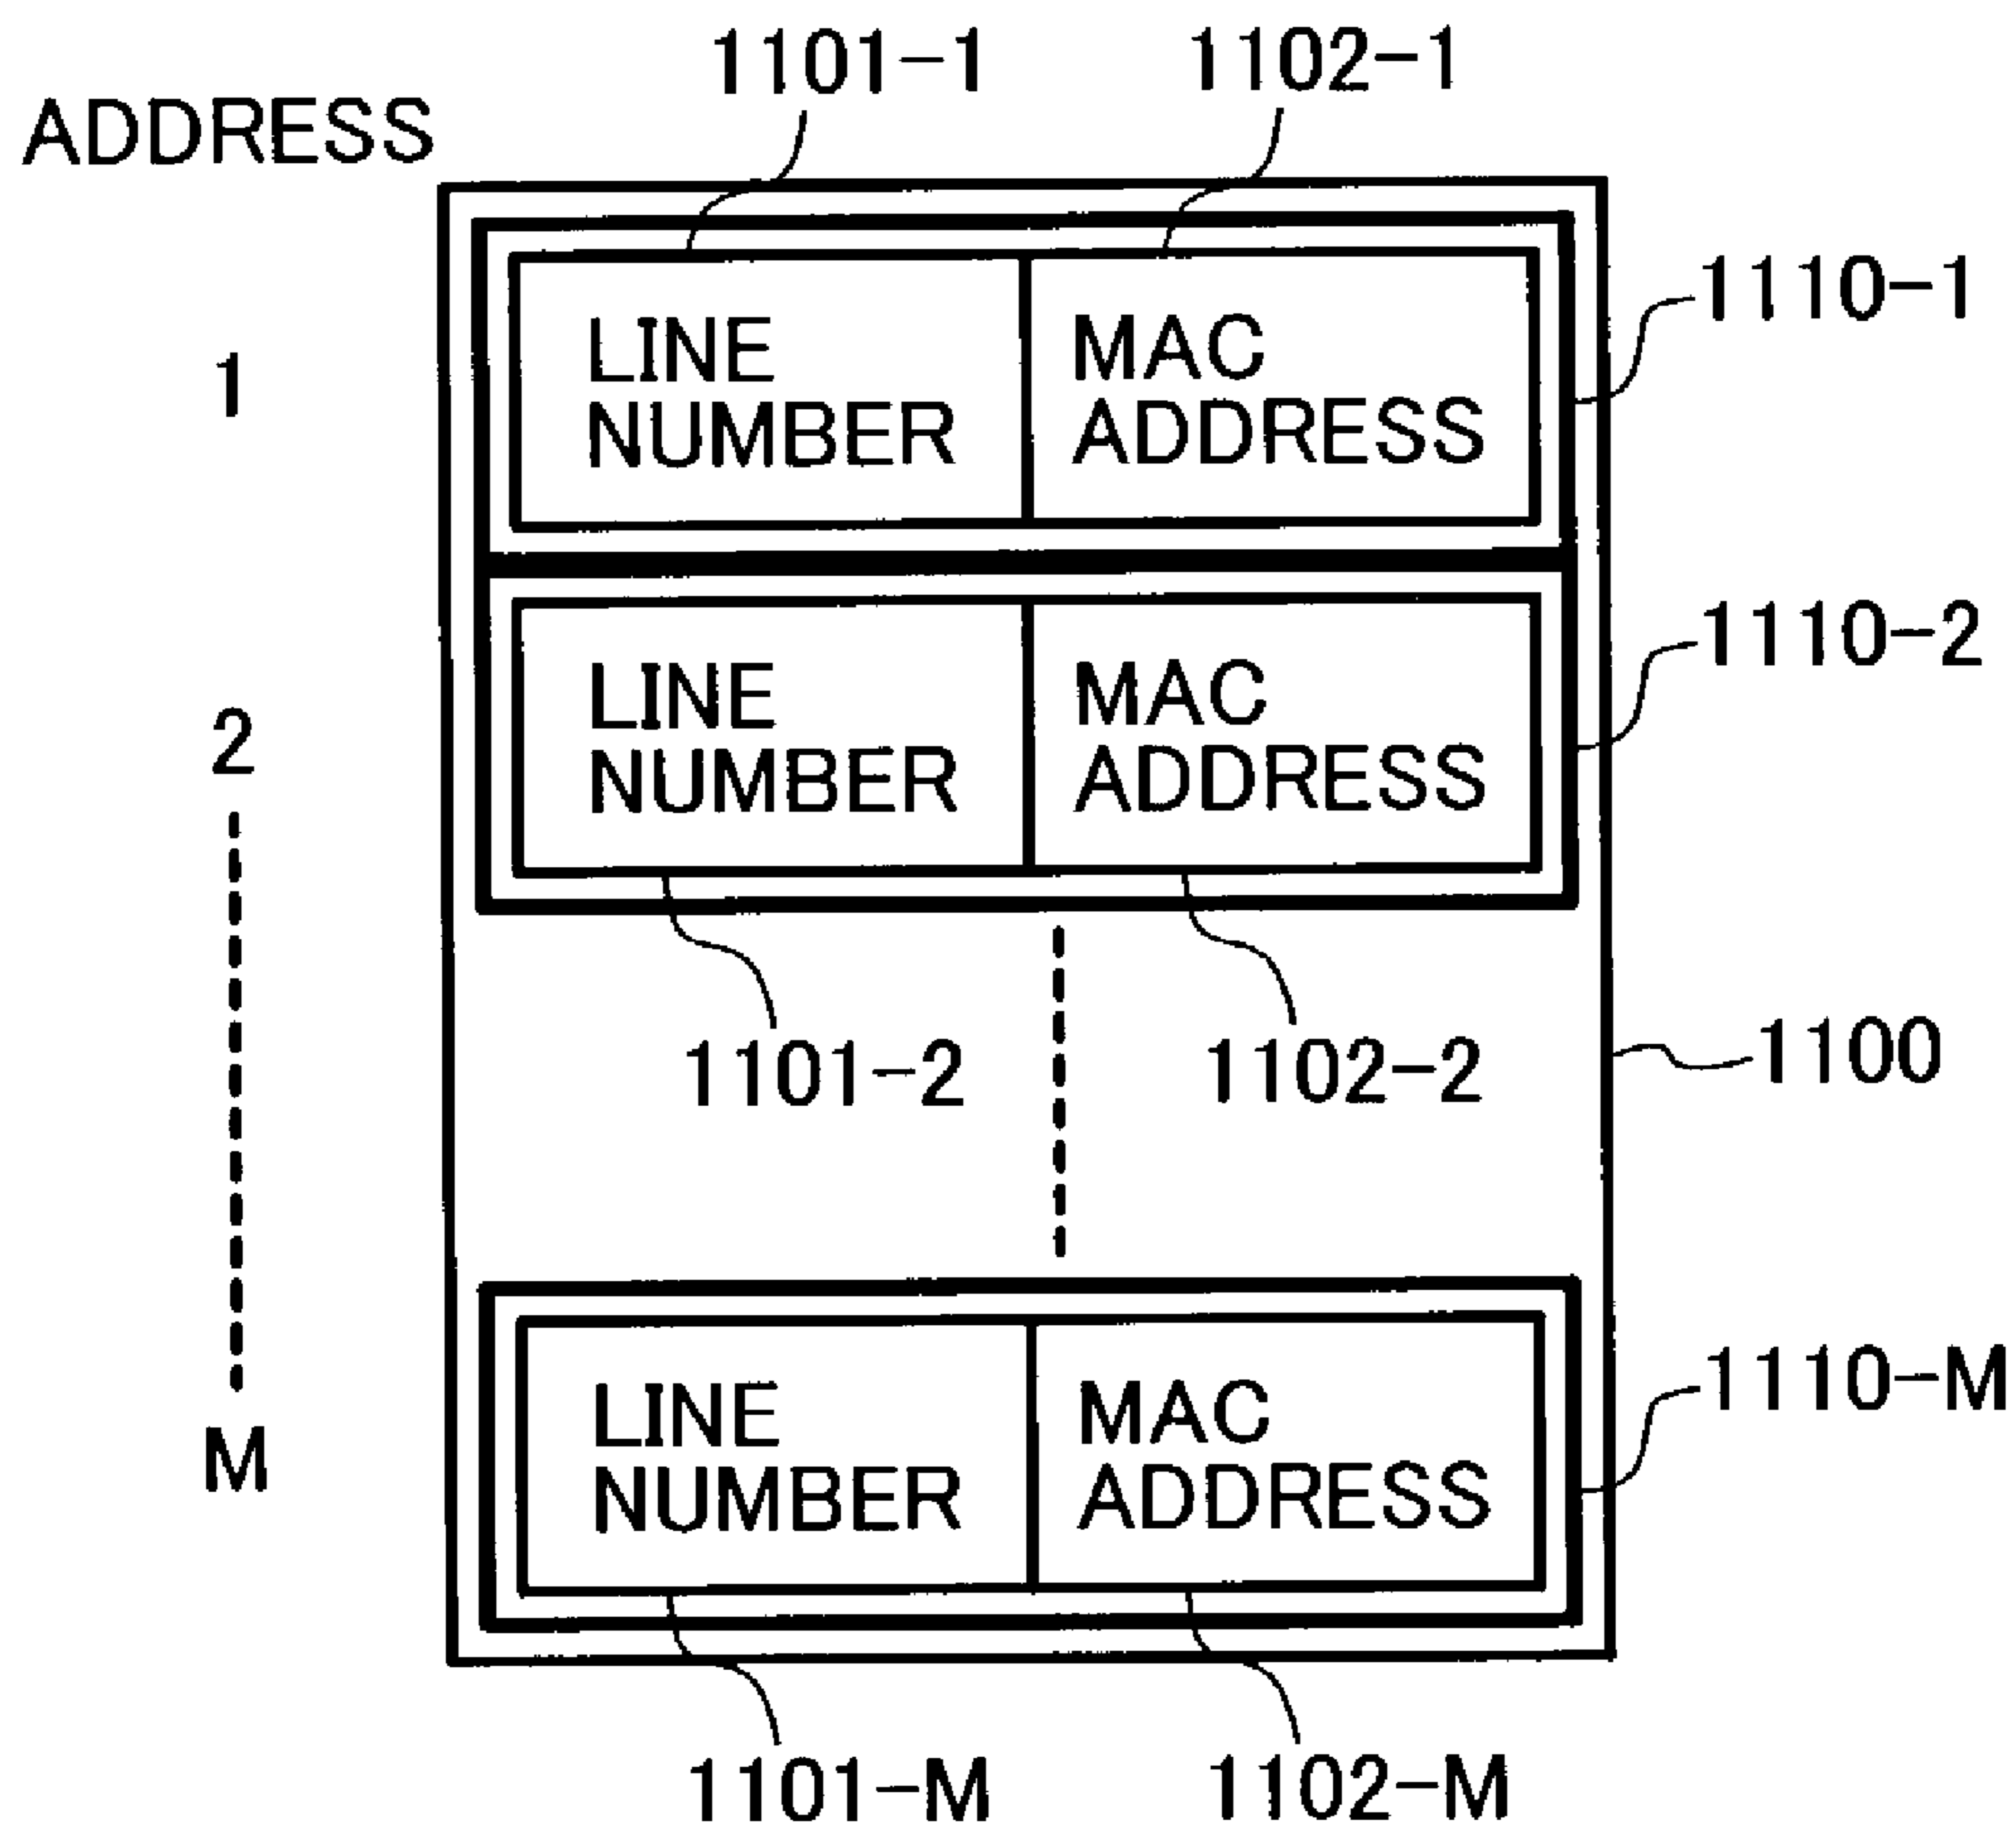 1101-1
1102-1
ADDRESS
1110-1
1
LINE
NUMBER
MAC
ADDRESS
1110-2
2
LINE
NUMBER
MAC
ADDRESS
1101-2
1102-2
1100
1110-M
M
LINE
NUMBER
MAC
ADDRESS
1101-M
1102-M